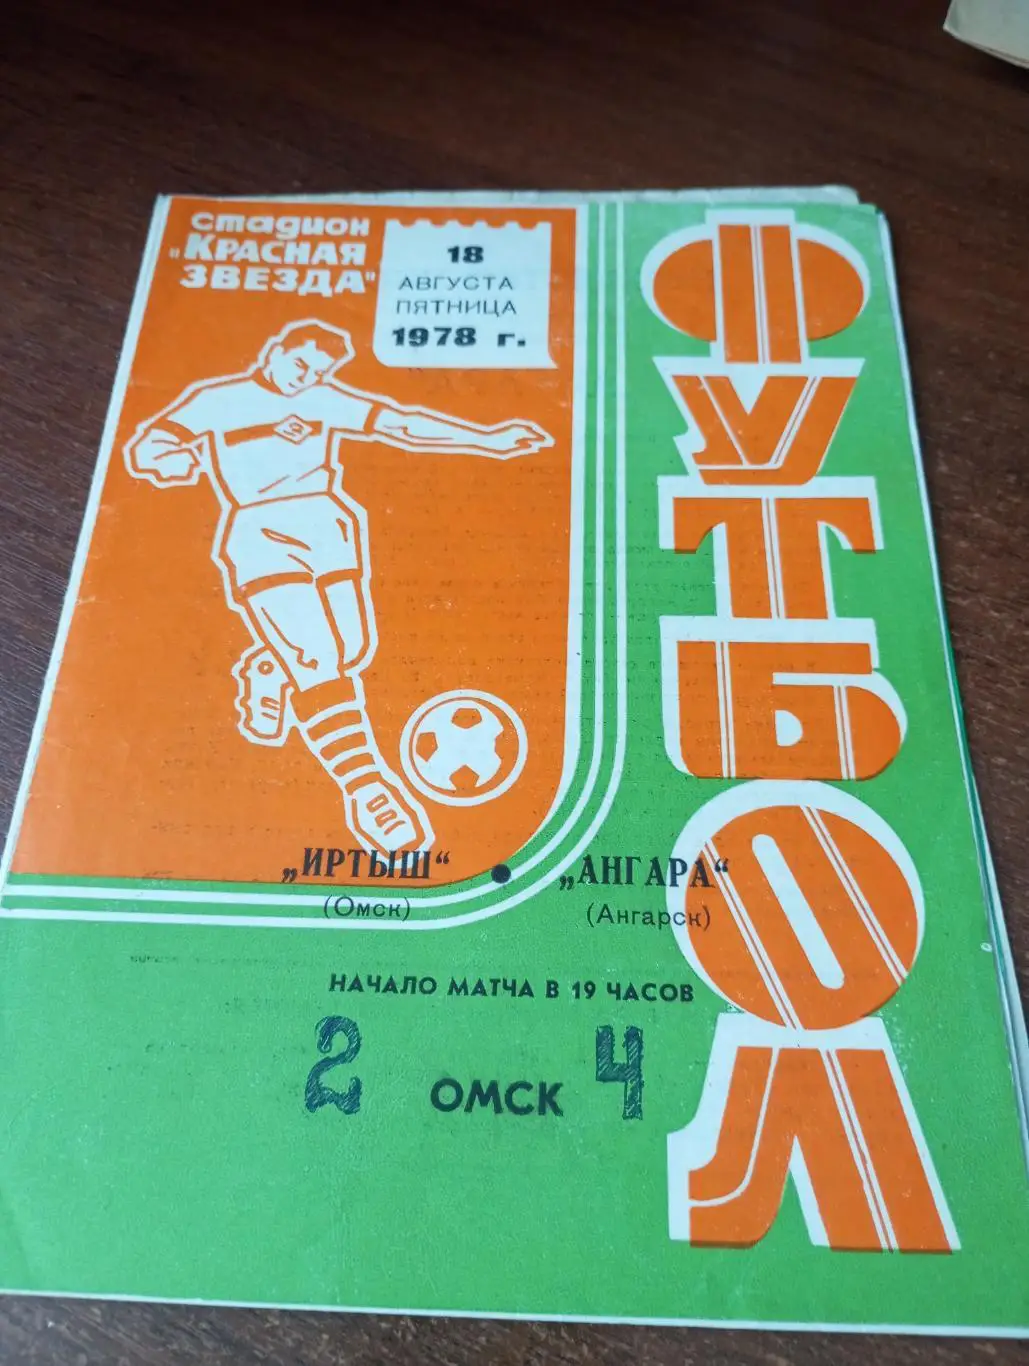 стадион
„КРАСНАЯ
ЗВЕЗДА"
18
АВГУСТА
ПЯТНИЦА
1978 г.
ФУТБОЛ
„ИРТЫШ“ • „АНГАРА“
(Омск) (Ангарск)
НАЧАЛО МАТЧА В 19 ЧАСОВ
2 ОМСК 4